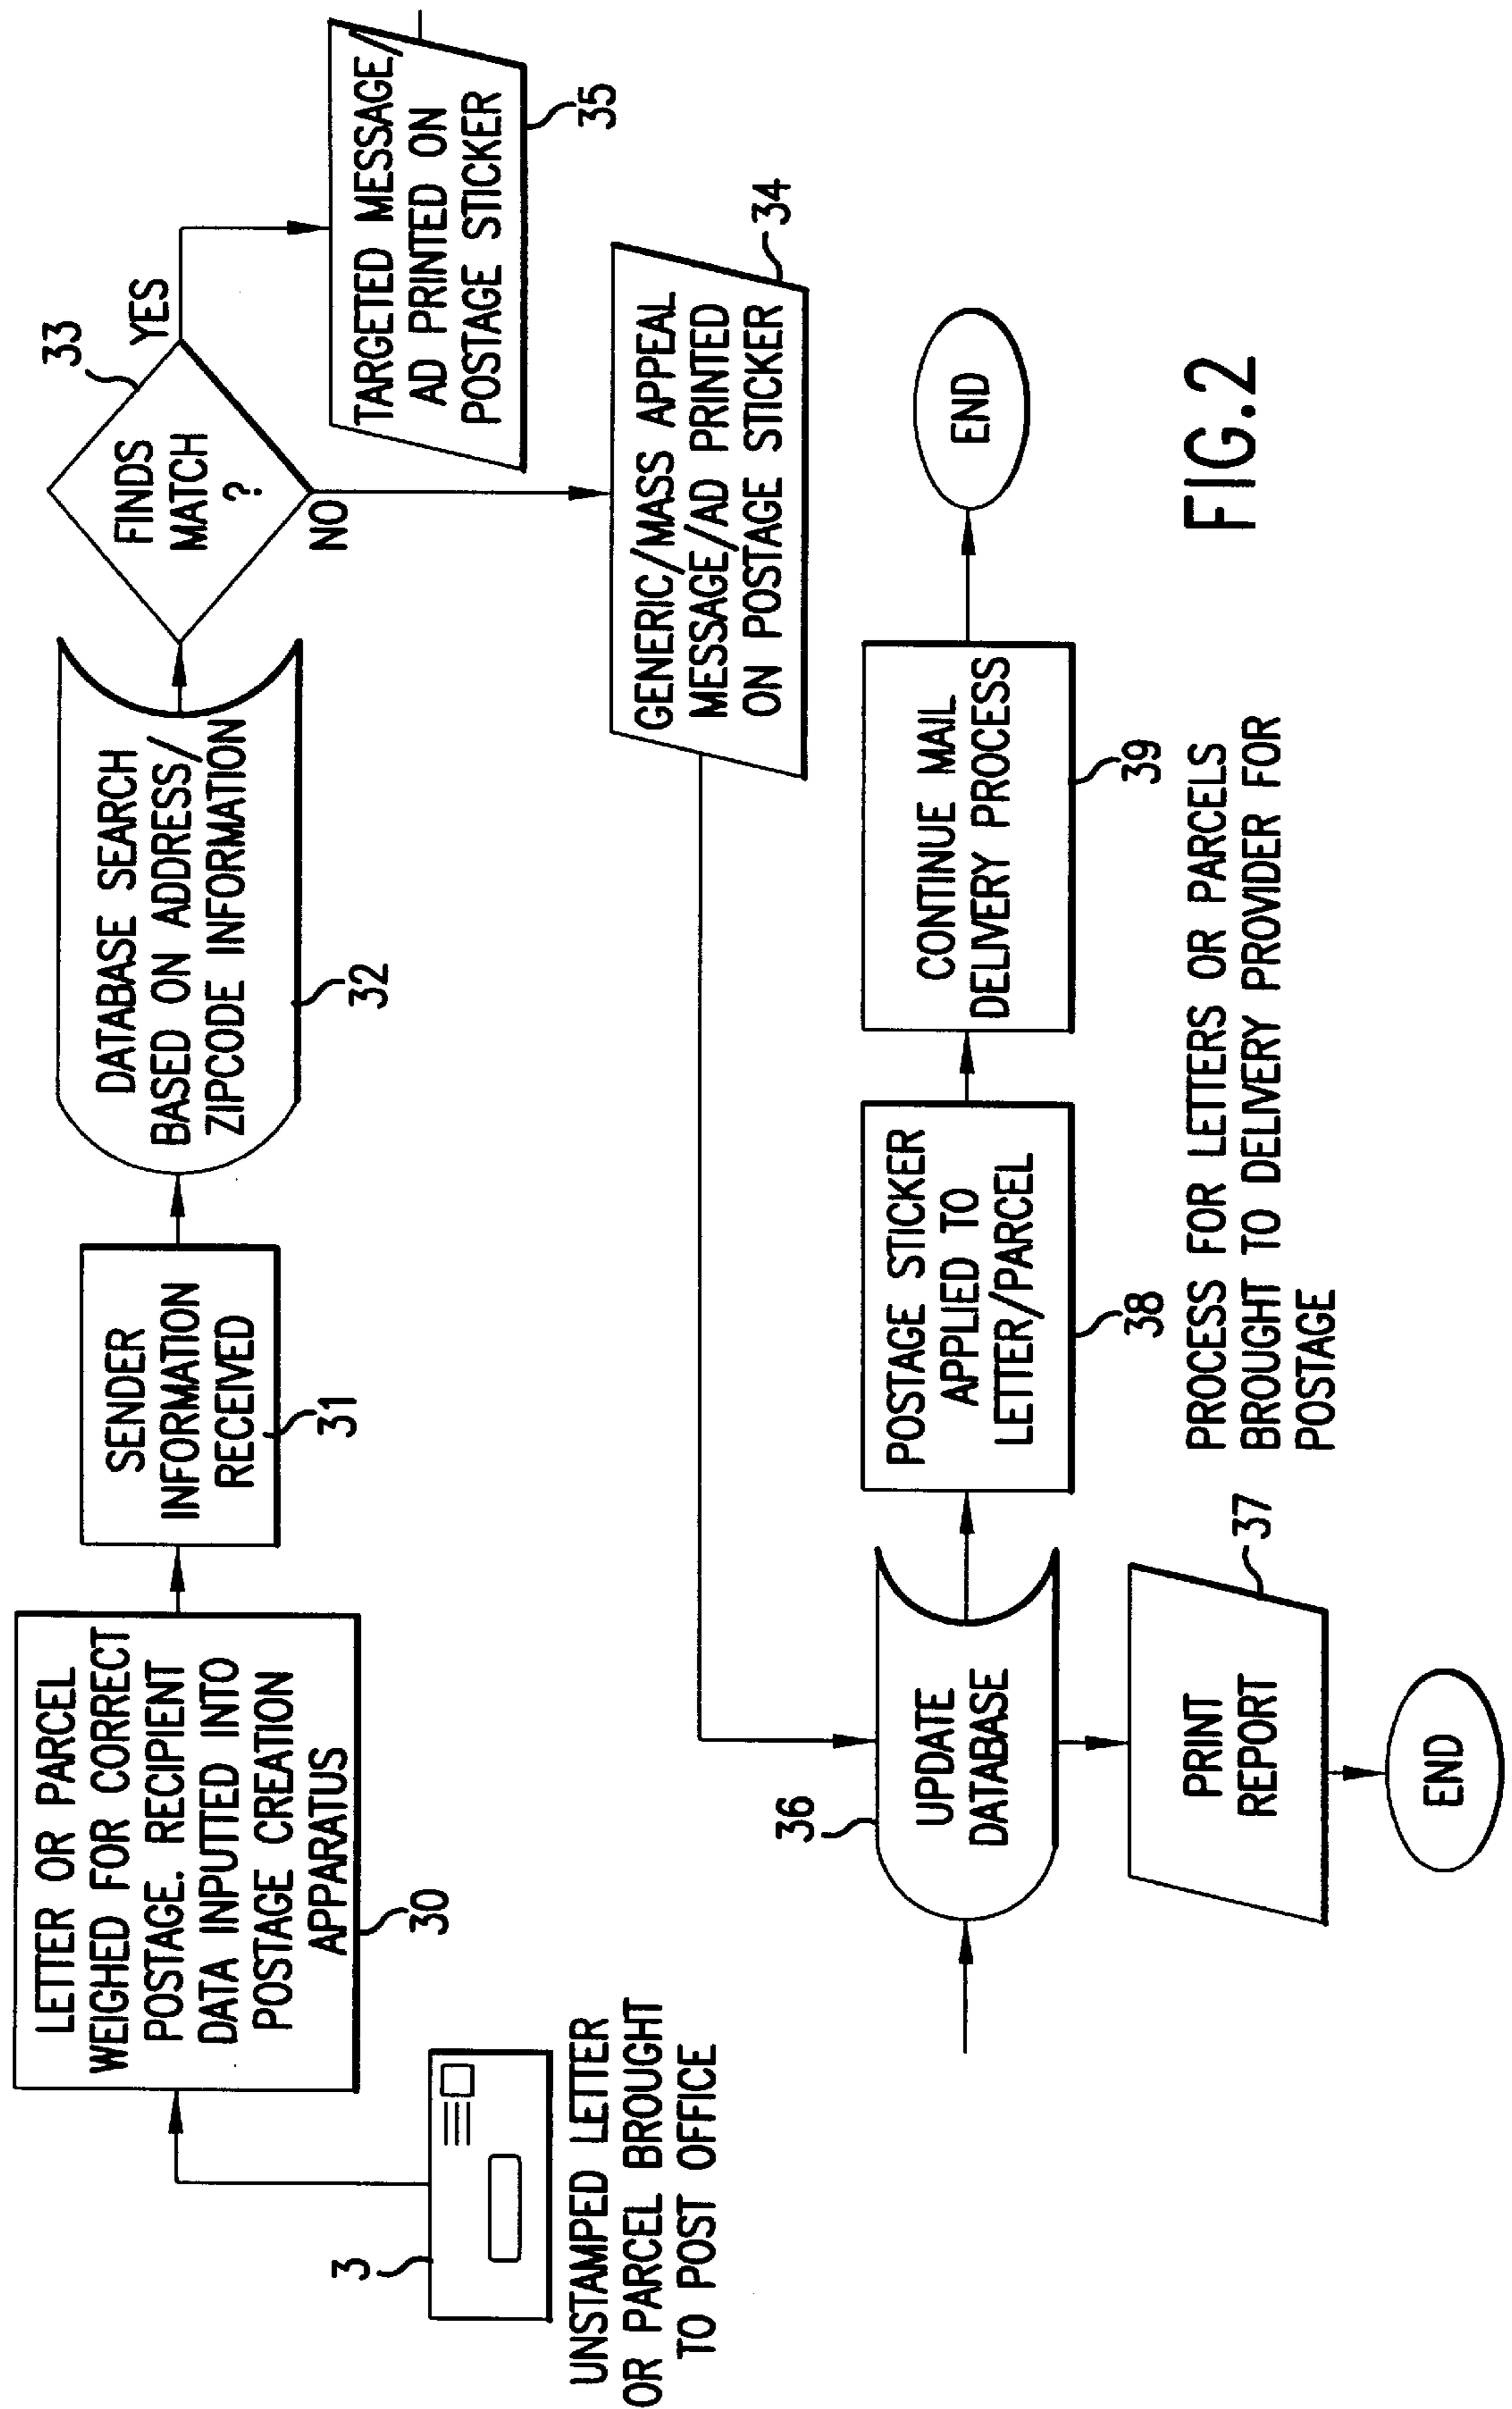 3
UNSTAMPED LETTER
OR PARCEL BROUGHT
TO POST OFFICE
LETTER OR PARCEL
WEIGHED FOR CORRECT
POSTAGE. RECIPIENT
DATA INPUTTED INTO
POSTAGE CREATION
APPARATUS
30
SENDER
INFORMATION
RECEIVED
31
DATABASE SEARCH
BASED ON ADDRESS/
ZIPCODE INFORMATION
32
33
FINDS
MATCH
?
YES
NO
TARGETED MESSAGE/
AD PRINTED ON
POSTAGE STICKER
35
GENERIC/MASS APPEAL
MESSAGE/AD PRINTED
ON POSTAGE STICKER
34
36
UPDATE
DATABASE
PRINT
REPORT
37
END
POSTAGE STICKER
APPLIED TO
LETTER/PARCEL
38
CONTINUE MAIL
DELIVERY PROCESS
39
END
PROCESS FOR LETTERS OR PARCELS
BROUGHT TO DELIVERY PROVIDER FOR
POSTAGE
FIG.2